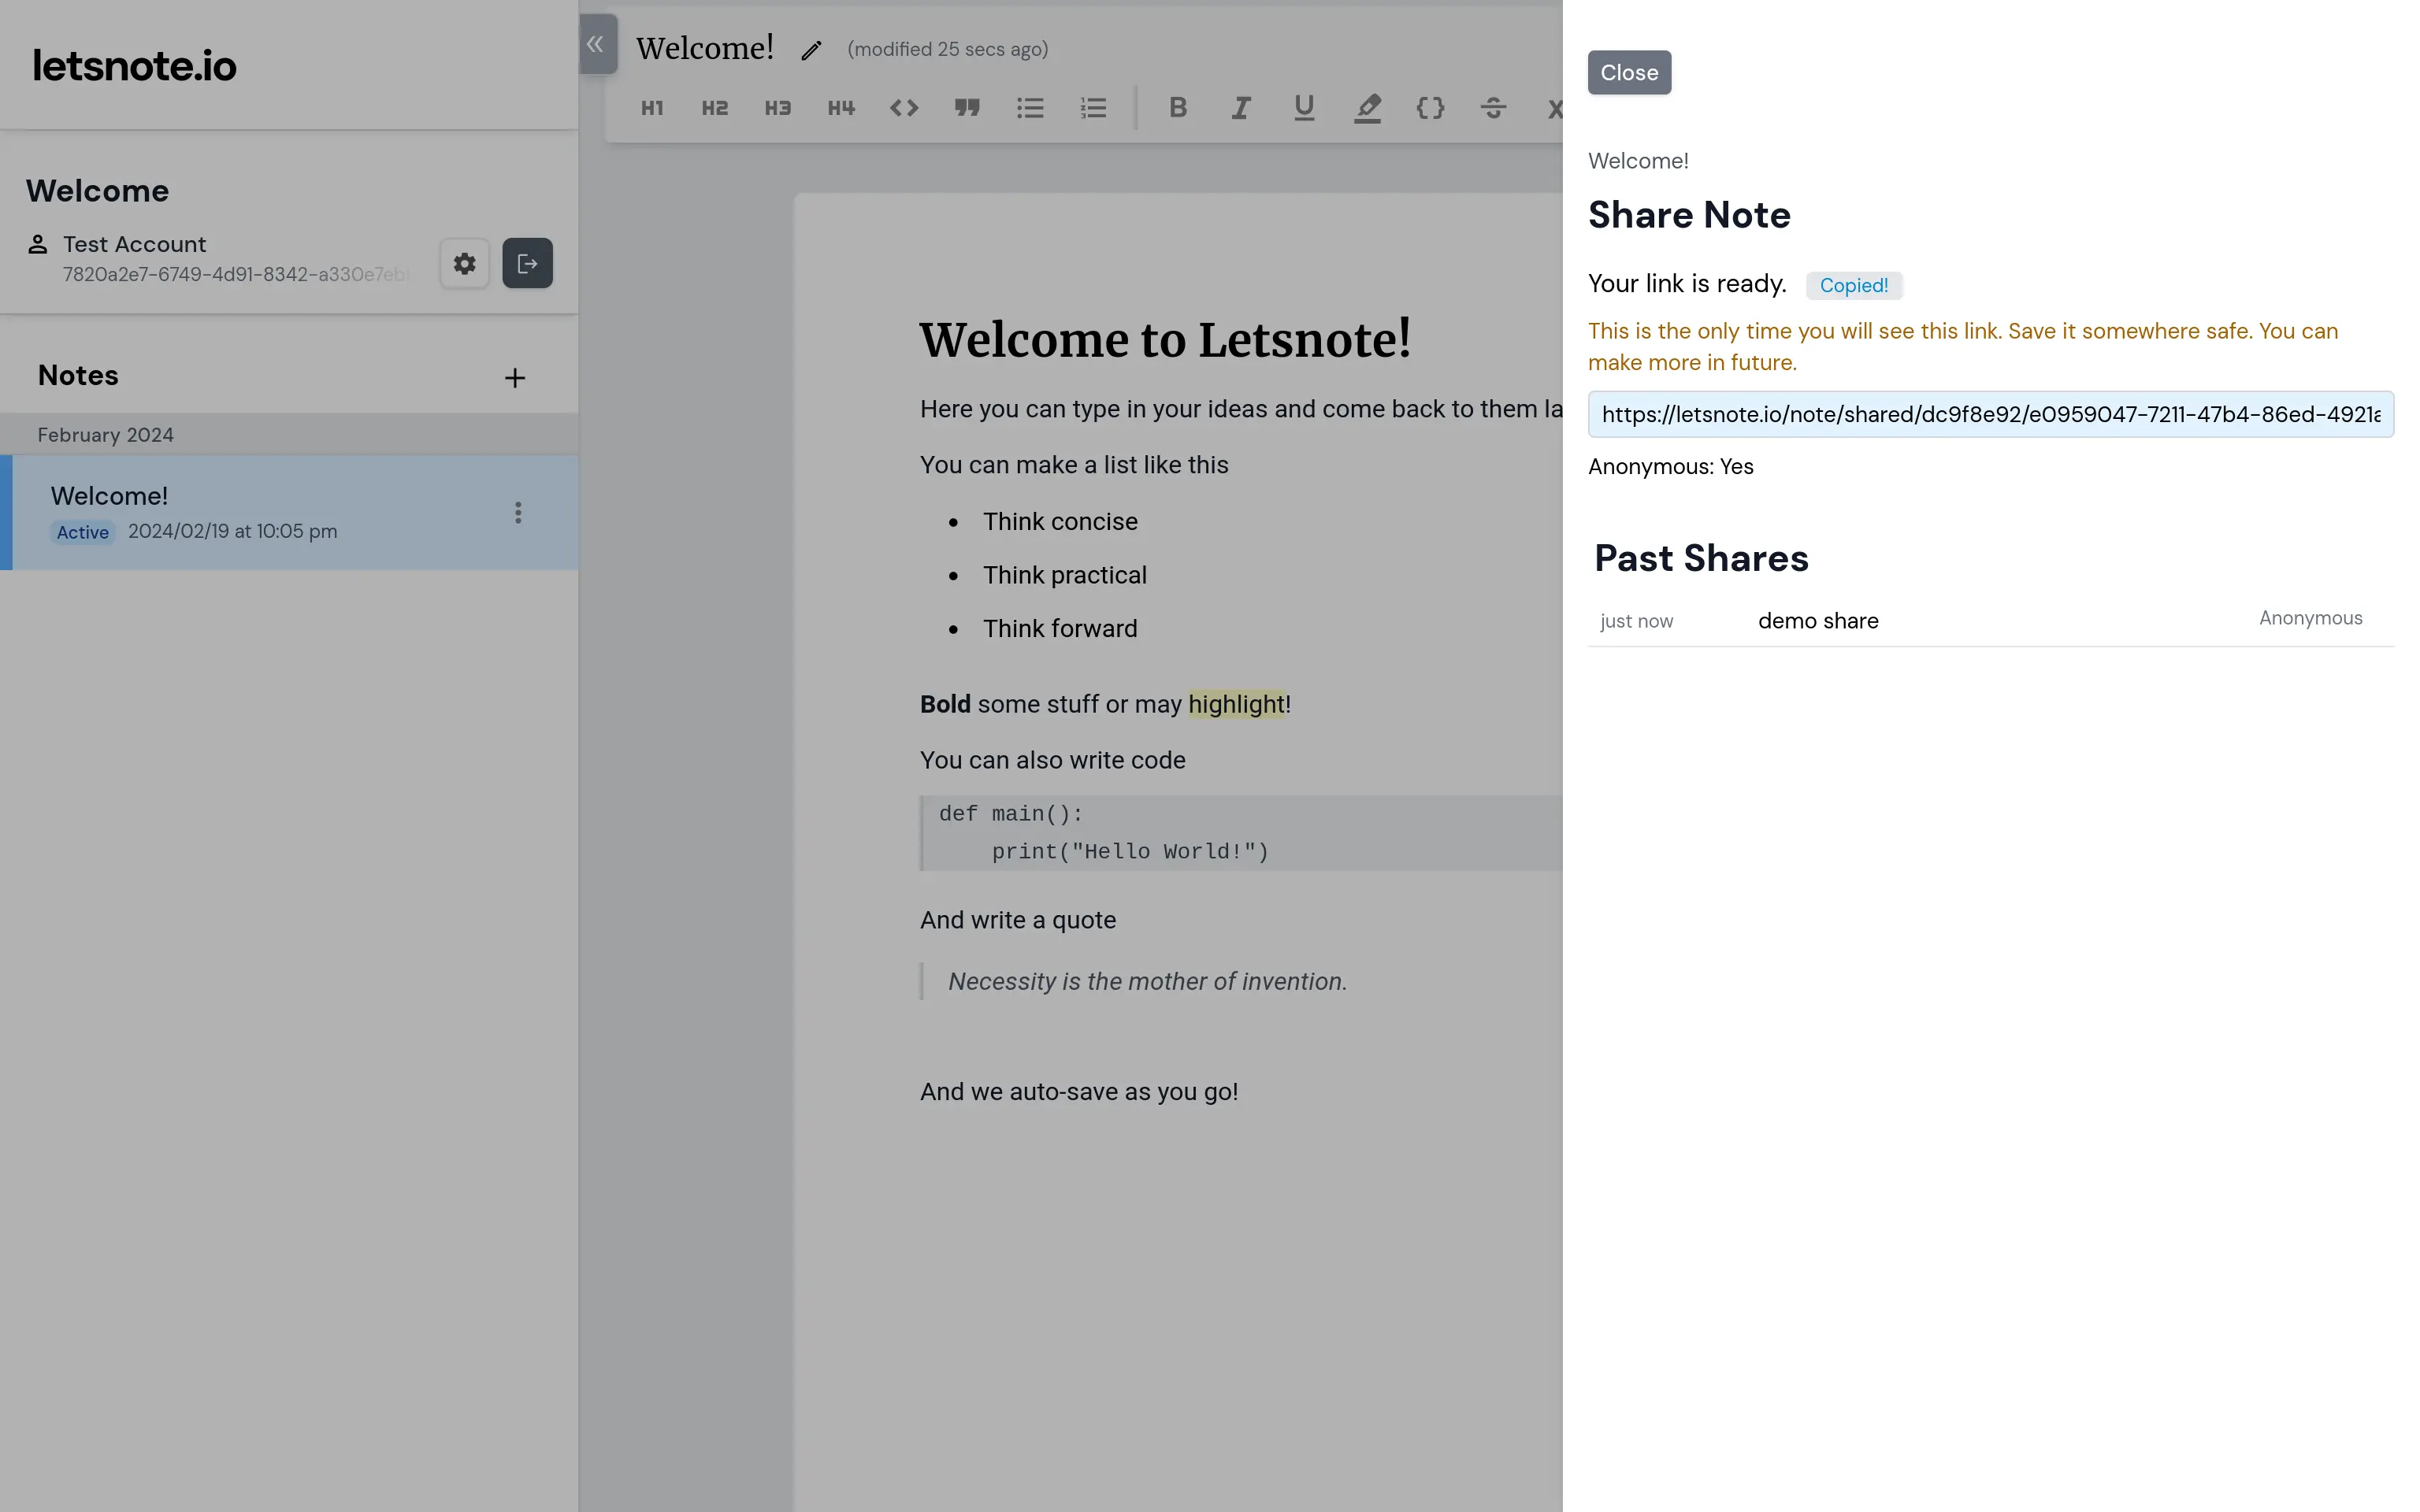 letsnote.io
Welcome
Test Account
7820a2e7-6749-4d91-8342-a330e7eb
Notes
February 2024
Welcome!
Active 2024/02/19 at 10:05 pm
Welcome! (modified 25 secs ago)
H1 H2 H3 H4 B I U X
Welcome to Letsnote!
Here you can type in your ideas and come back to them la
You can make a list like this
• Think concise
• Think practical
• Think forward
Bold some stuff or may highlight!
You can also write code
def main():
    print("Hello World!")
And write a quote
Necessity is the mother of invention.
And we auto-save as you go!
Close
Welcome!
Share Note
Your link is ready. Copied!
This is the only time you will see this link. Save it somewhere safe. You can
make more in future.
https://letsnote.io/note/shared/dc9f8e92/e0959047-7211-47b4-86ed-4921a
Anonymous: Yes
Past Shares
just now demo share Anonymous